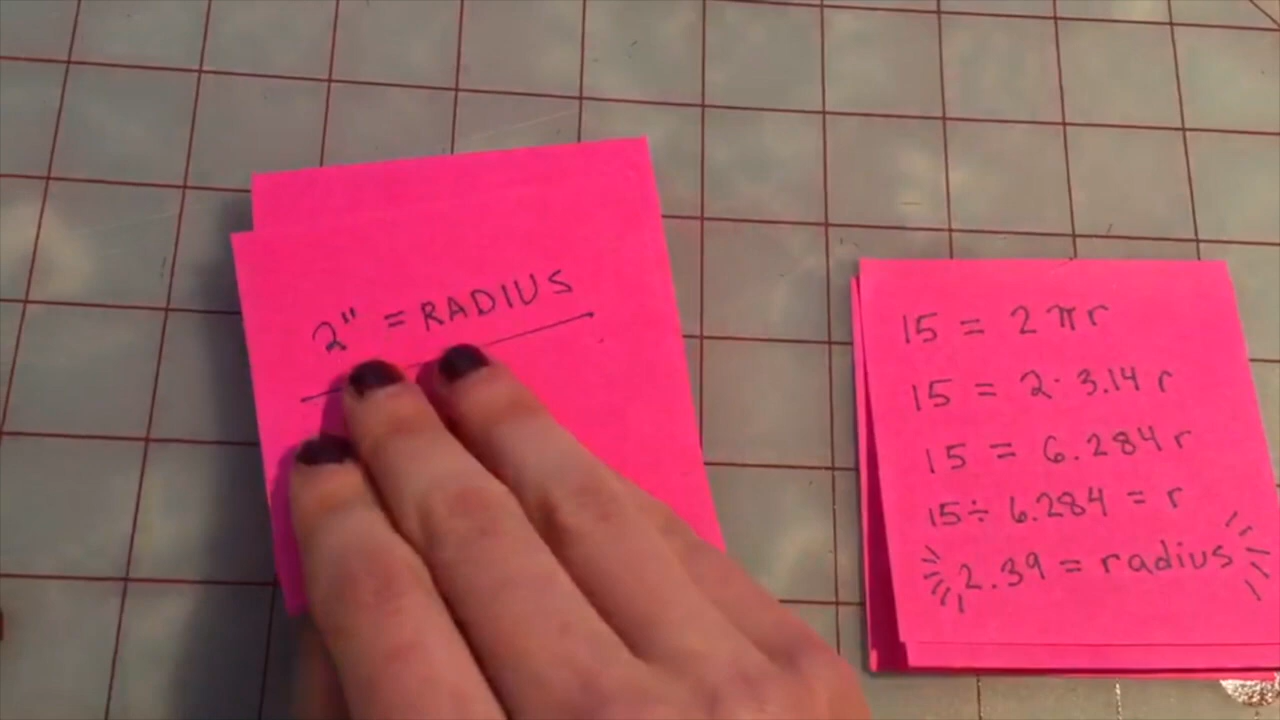 2" = RADIUS
15 = 2πr
15 = 2· 3.14 r
15 = 6.284 r
15÷ 6.284 = r
2.39 = radius